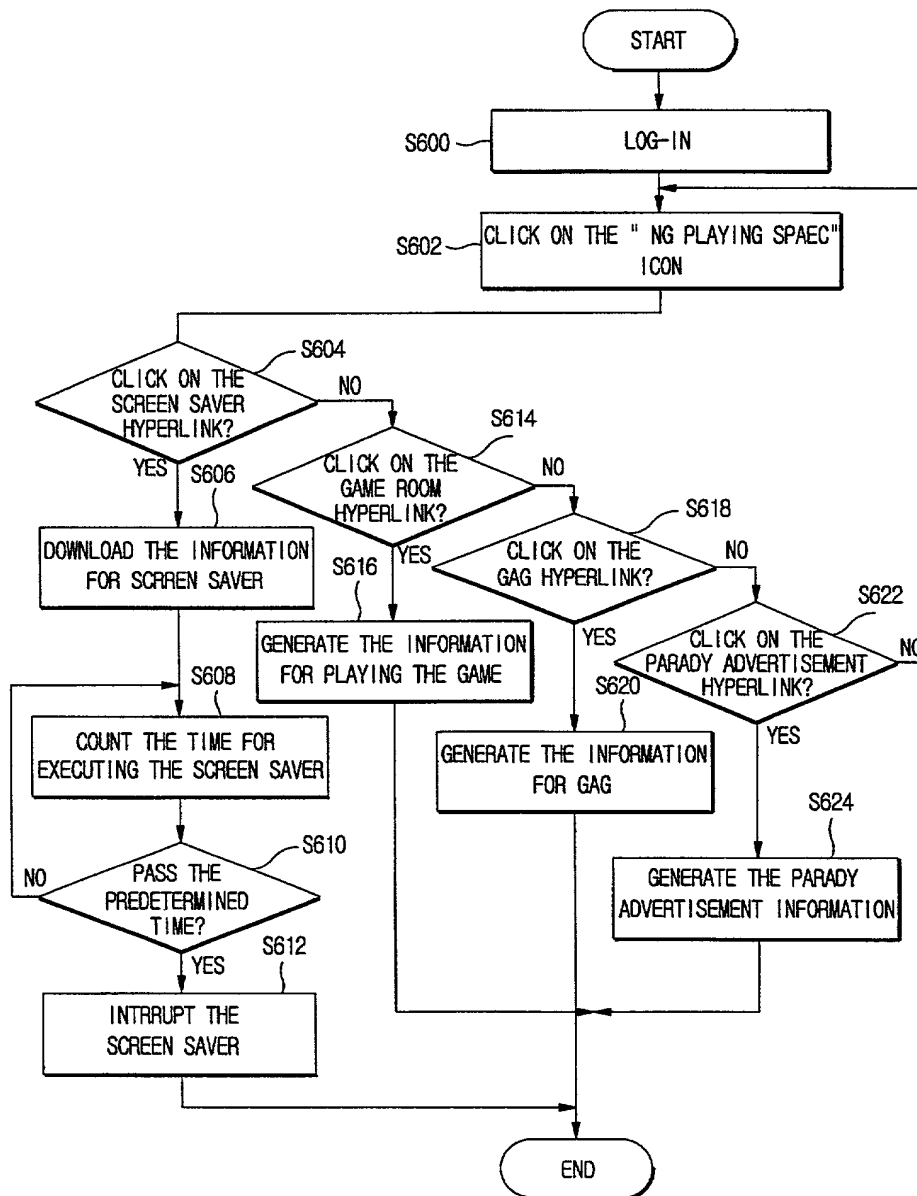 START
S600
LOG-IN
S602
CLICK ON THE " NG PLAYING SPAEC"
ICON
S604
CLICK ON THE
SCREEN SAVER
HYPERLINK?
NO
YES
S614
CLICK ON THE
GAME ROOM
HYPERLINK?
NO
YES
S606
DOWNLOAD THE INFORMATION
FOR SCRREN SAVER
S618
CLICK ON THE
GAG HYPERLINK?
NO
YES
S616
GENERATE THE INFORMATION
FOR PLAYING THE GAME
S622
CLICK ON THE
PARADY ADVERTISEMENT
HYPERLINK?
NO
YES
S608
COUNT THE TIME FOR
EXECUTING THE SCREEN SAVER
S620
GENERATE THE INFORMATION
FOR GAG
S610
PASS THE
PREDETERMINED
TIME?
NO
YES
S624
GENERATE THE PARADY
ADVERTISEMENT INFORMATION
S612
INTRRUPT THE
SCREEN SAVER
END